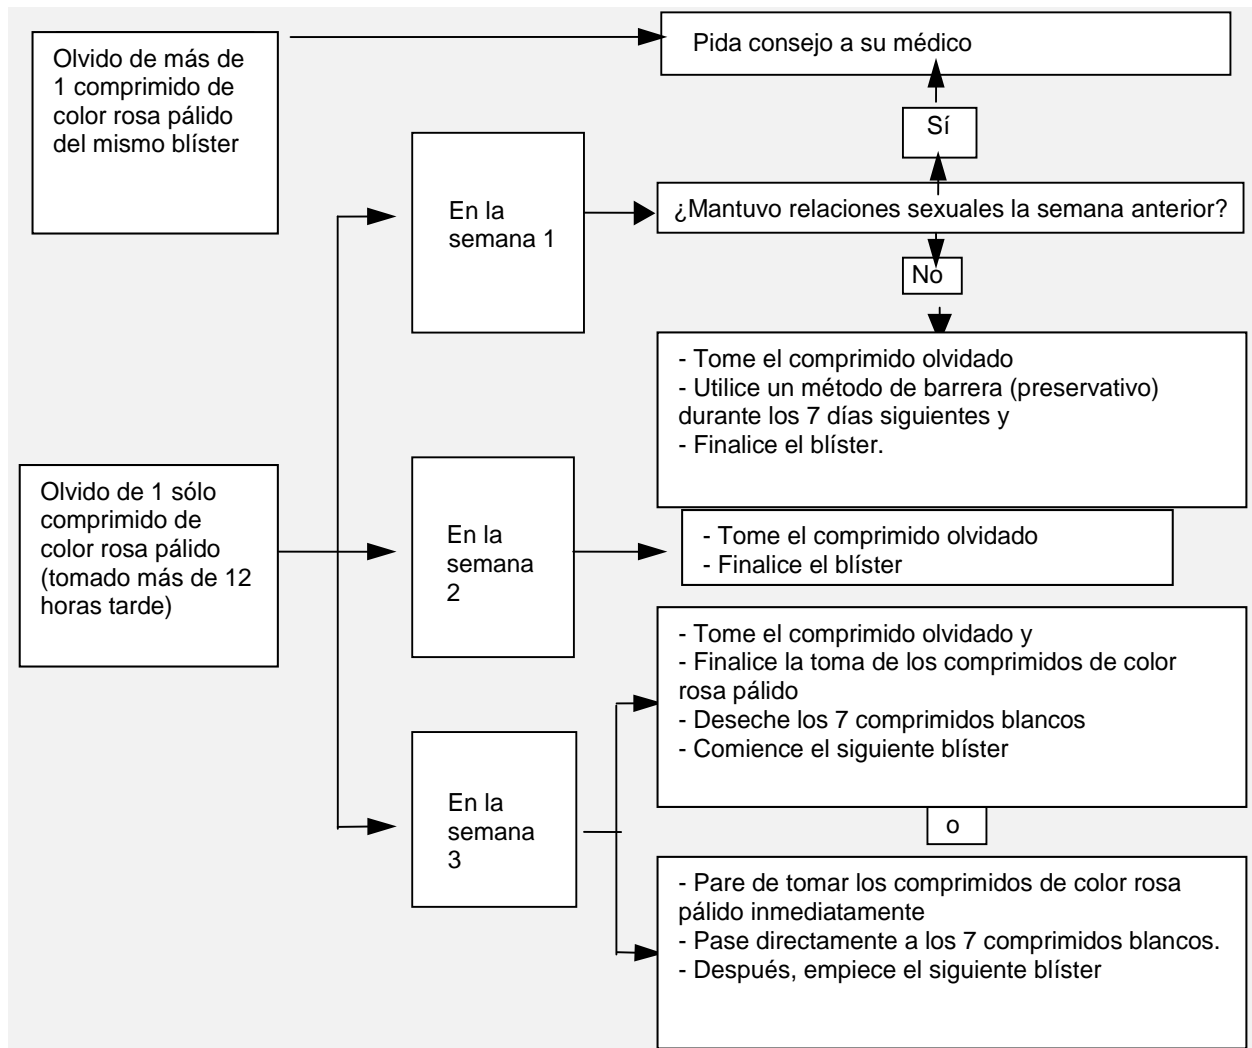 Olvido de más de
1 comprimido de
color rosa pálido
del mismo blíster
Pida consejo a su médico
Sí
En la
semana 1
¿Mantuvo relaciones sexuales la semana anterior?
No
- Tome el comprimido olvidado
- Utilice un método de barrera (preservativo)
durante los 7 días siguientes y
- Finalice el blíster.
Olvido de 1 sólo
comprimido de
color rosa pálido
(tomado más de 12
horas tarde)
En la
semana
2
- Tome el comprimido olvidado
- Finalice el blíster
- Tome el comprimido olvidado y
- Finalice la toma de los comprimidos de color
rosa pálido
- Deseche los 7 comprimidos blancos
- Comience el siguiente blíster
En la
semana
3
o
- Pare de tomar los comprimidos de color rosa
pálido inmediatamente
- Pase directamente a los 7 comprimidos blancos.
- Después, empiece el siguiente blíster